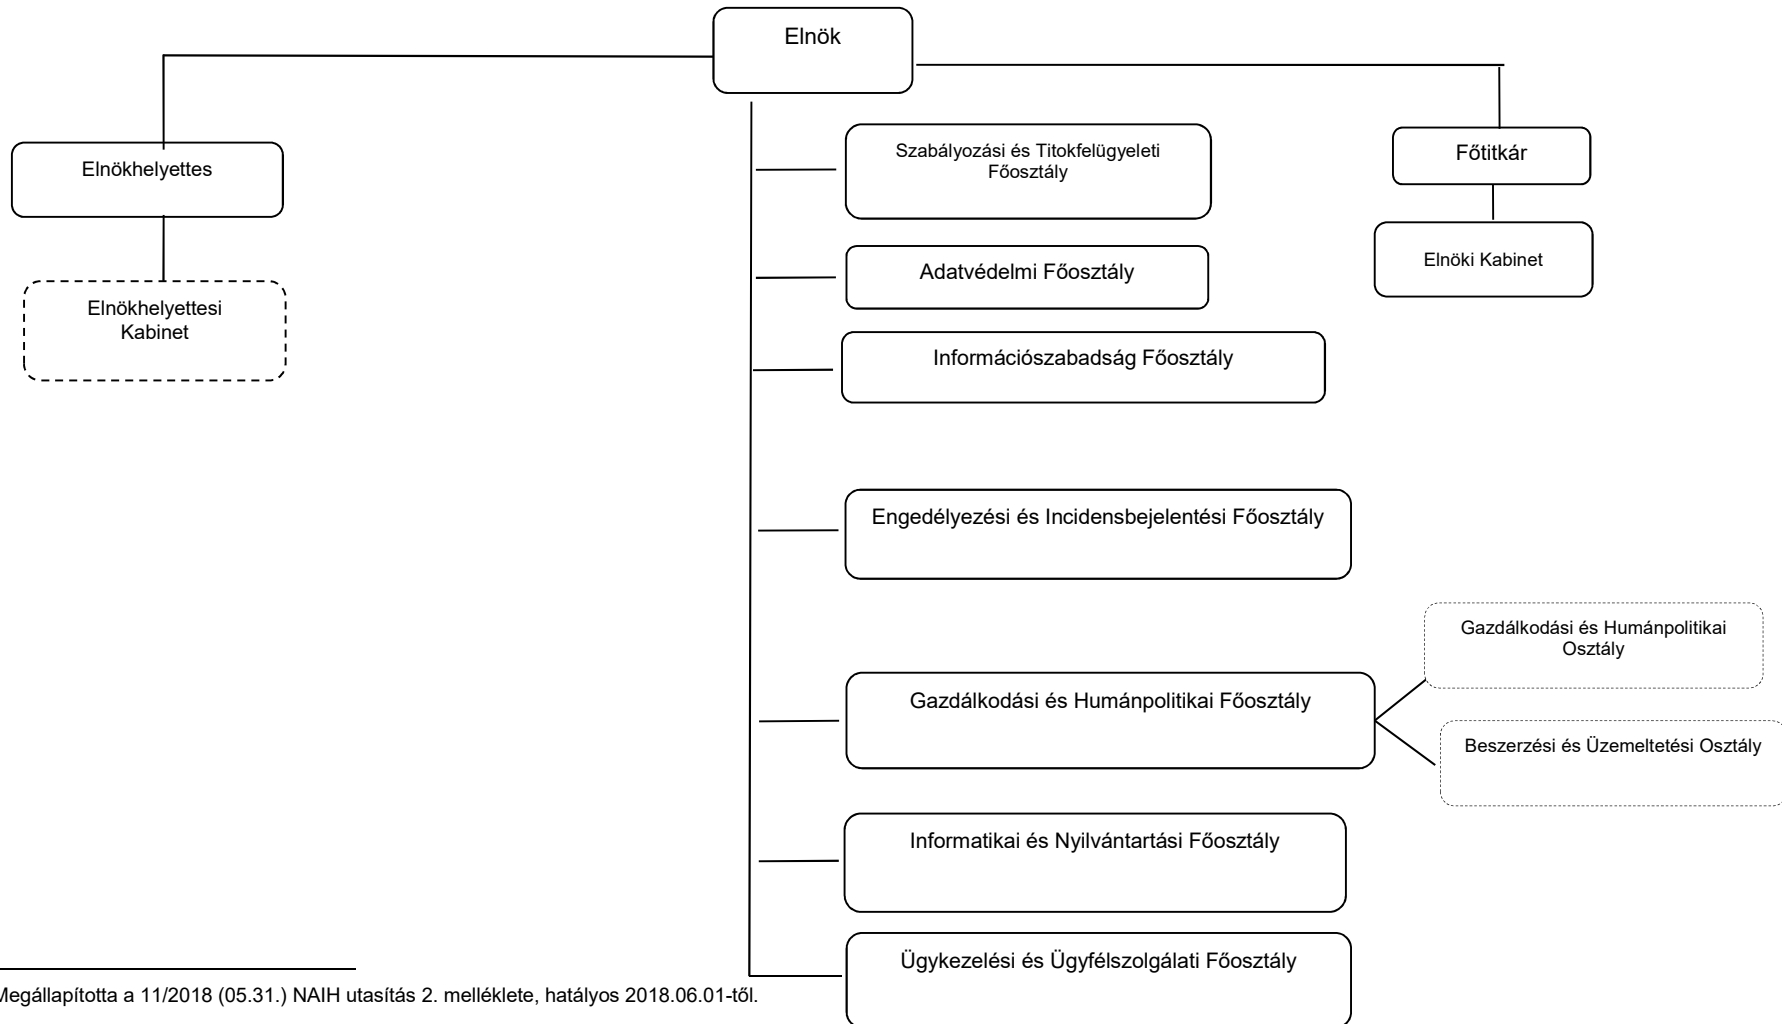 Elnök
Elnökhelyettes
Elnökhelyettesi
Kabinet
Szabályozási és Titokfelügyeleti
Főosztály
Adatvédelmi Főosztály
Információszabadság Főosztály
Engedélyezési és Incidensbejelentési Főosztály
Gazdálkodási és Humánpolitikai Főosztály
Informatikai és Nyilvántartási Főosztály
Ügykezelési és Ügyfélszolgálati Főosztály
Főtitkár
Elnöki Kabinet
Gazdálkodási és Humánpolitikai
Osztály
Beszerzési és Üzemeltetési Osztály
Megállapította a 11/2018 (05.31.) NAIH utasítás 2. melléklete, hatályos 2018.06.01-től.